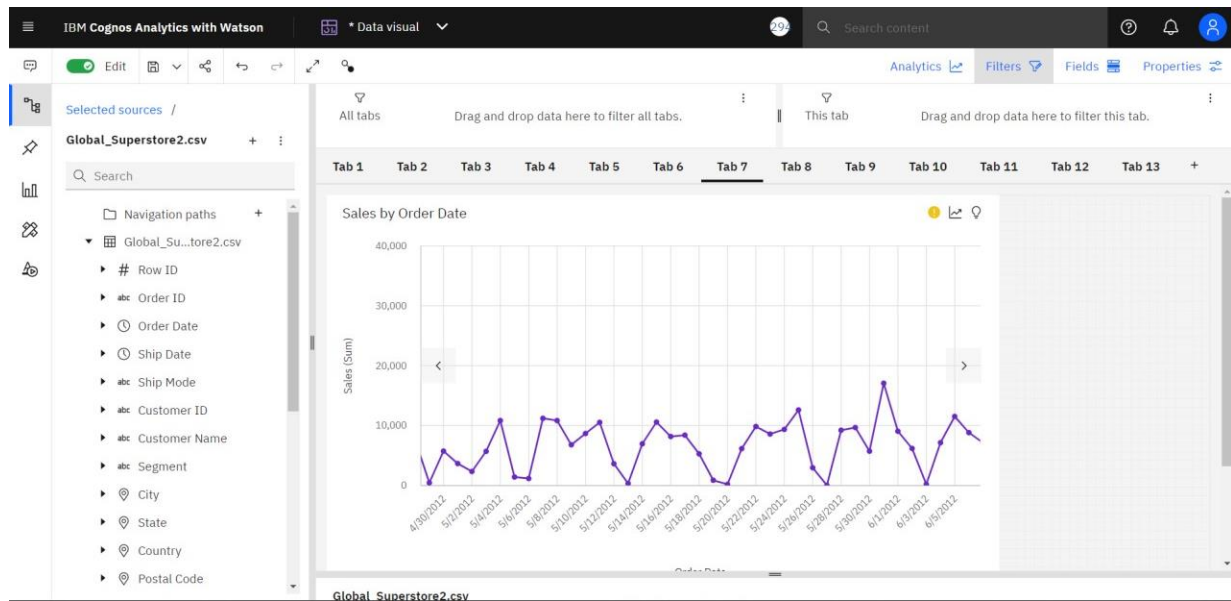 IBM Cognos Analytics with Watson
* Data visual
294
Search content
Edit
Analytics
Filters
Fields
Properties
Selected sources /
Global_Superstore2.csv
Search
Navigation paths
Global_Su...tore2.csv
# Row ID
abc Order ID
Order Date
Ship Date
abc Ship Mode
abc Customer ID
abc Customer Name
abc Segment
City
State
Country
Postal Code
All tabs
Drag and drop data here to filter all tabs.
This tab
Drag and drop data here to filter this tab.
Tab 1 Tab 2 Tab 3 Tab 4 Tab 5 Tab 6 Tab 7 Tab 8 Tab 9 Tab 10 Tab 11 Tab 12 Tab 13 +
Sales by Order Date
Sales (Sum)
40,000
30,000
20,000
10,000
0
4/30/2012 5/2/2012 5/4/2012 5/6/2012 5/8/2012 5/10/2012 5/12/2012 5/14/2012 5/16/2012 5/18/2012 5/20/2012 5/22/2012 5/24/2012 5/26/2012 5/28/2012 5/30/2012 6/1/2012 6/3/2012 6/5/2012
Order Date
Global_Superstore2.csv